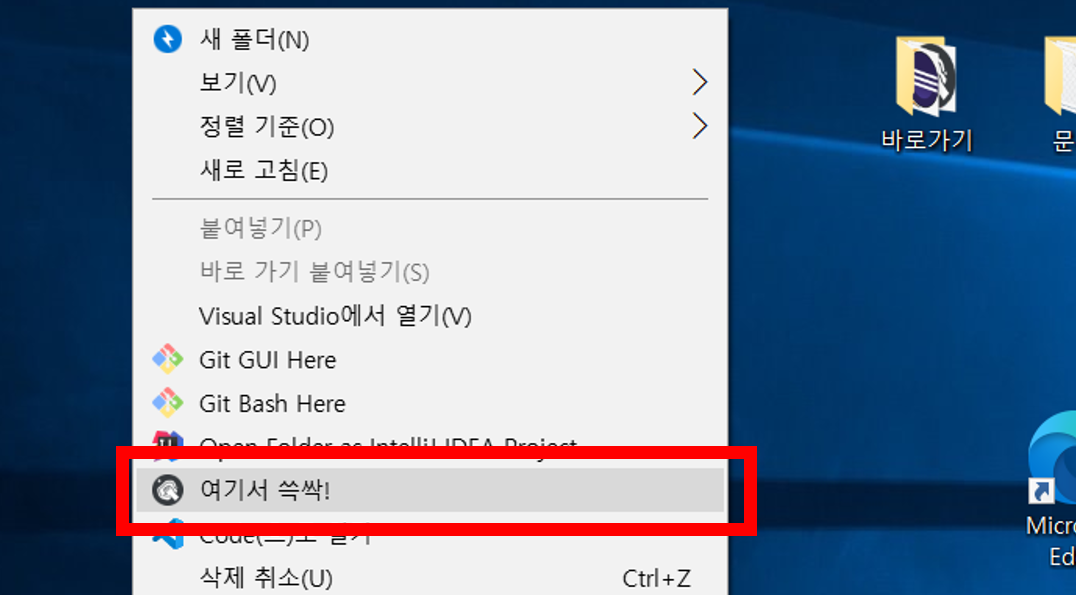 새 폴더(N)
보기(V)
정렬 기준(O)
새로 고침(E)
붙여넣기(P)
바로 가기 붙여넣기(S)
Visual Studio에서 열기(V)
Git GUI Here
Git Bash Here
Open Folder as IntelliJ IDEA Project
여기서 쓱싹!
Code(으)로 열기
삭제 취소(U) Ctrl+Z
바로가기
문
Micro
Ed